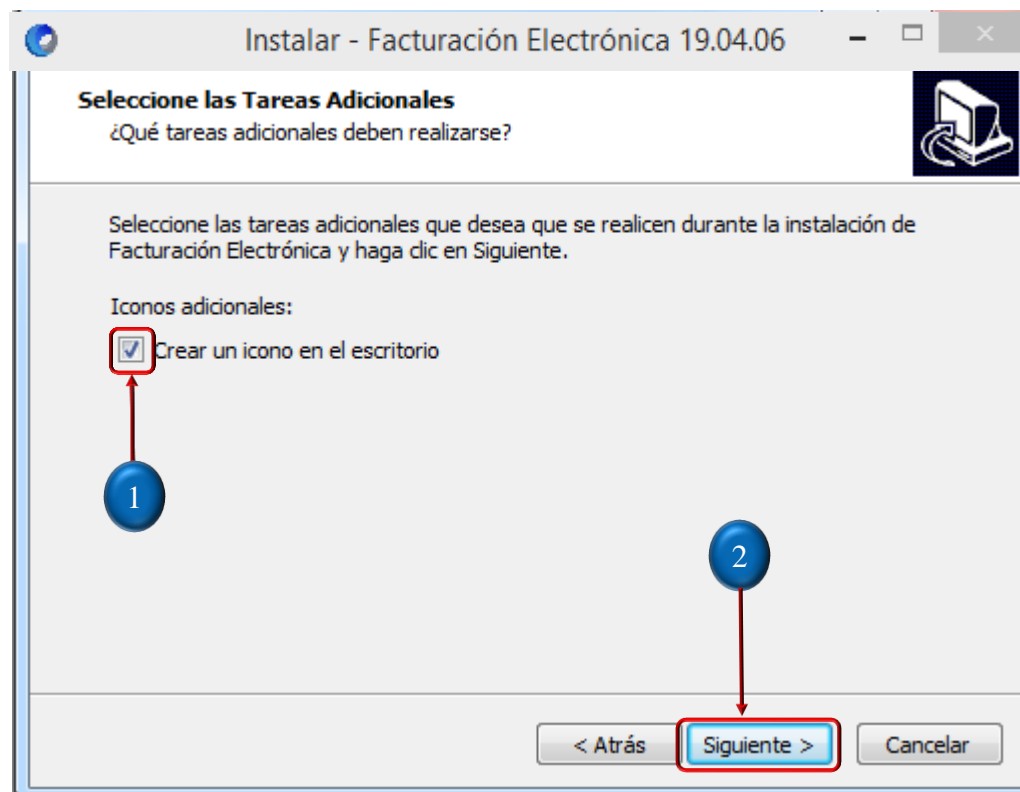 Instalar - Facturación Electrónica 19.04.06
Seleccione las Tareas Adicionales
¿Qué tareas adicionales deben realizarse?
Seleccione las tareas adicionales que desea que se realicen durante la instalación de
Facturación Electrónica y haga clic en Siguiente.
Iconos adicionales:
Crear un icono en el escritorio
1
2
< Atrás
Siguiente >
Cancelar